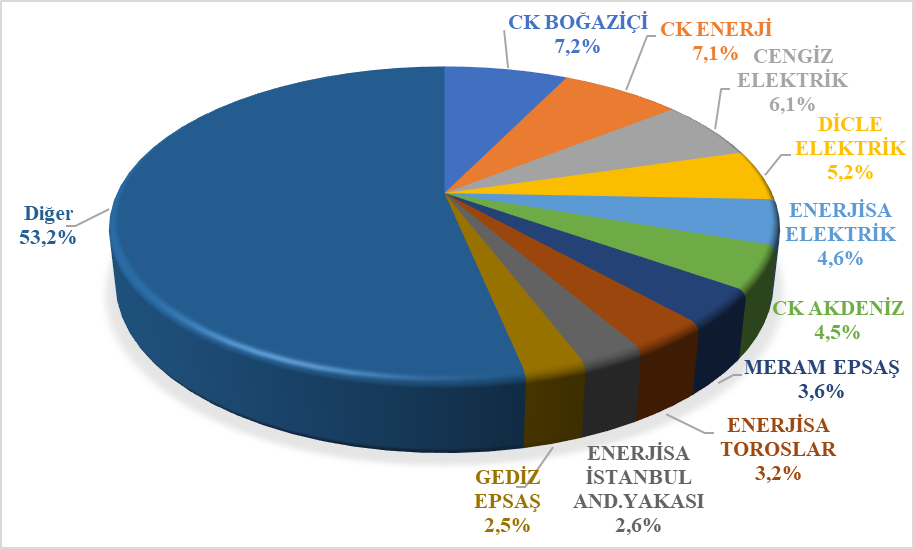 CK BOĞAZİÇİ
7,2%
CK ENERJİ
7,1%
CENGİZ
ELEKTRİK
6,1%
DİCLE
ELEKTRİK
5,2%
ENERJİSA
ELEKTRİK
4,6%
CK AKDENİZ
4,5%
MERAM EPSAŞ
3,6%
ENERJİSA
TOROSLAR
3,2%
ENERJİSA
İSTANBUL
AND.YAKASI
2,6%
GEDİZ
EPSAŞ
2,5%
Diğer
53,2%